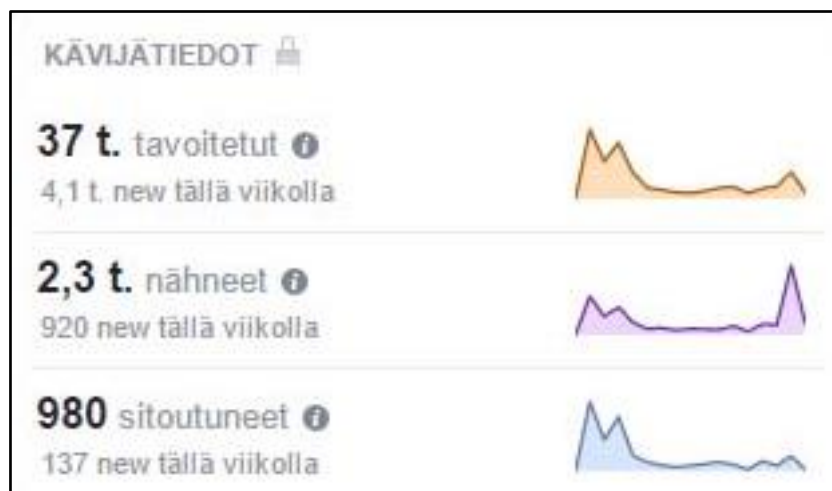 KÄVIJÄTIEDOT
37 t. tavoitetut
4,1 t. new tällä viikolla
2,3 t. nähneet
920 new tällä viikolla
980 sitoutuneet
137 new tällä viikolla